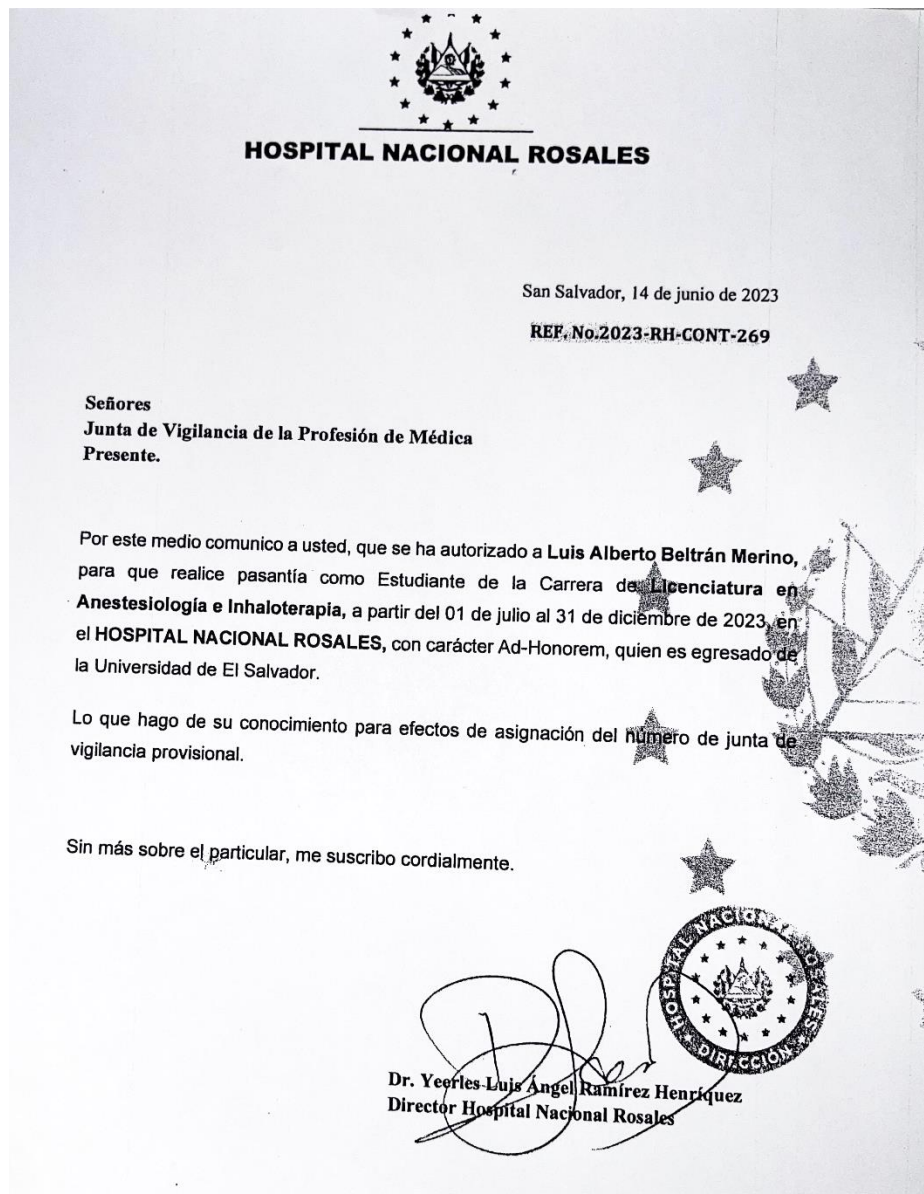 HOSPITAL NACIONAL ROSALES
San Salvador, 14 de junio de 2023
REF, No.2023-RH-CONT-269
Señores
Junta de Vigilancia de la Profesión de Médica
Presente.
Por este medio comunico a usted, que se ha autorizado a Luis Alberto Beltrán Merino,
para que realice pasantía como Estudiante de la Carrera de Licenciatura en
Anestesiología e Inhaloterapia, a partir del 01 de julio al 31 de diciembre de 2023, en
el HOSPITAL NACIONAL ROSALES, con carácter Ad-Honorem, quien es egresado de
la Universidad de El Salvador.
Lo que hago de su conocimiento para efectos de asignación del número de junta de
vigilancia provisional.
Sin más sobre el particular, me suscribo cordialmente.
HOSPITAL NACIONAL ROSALES
DIRECCIÓN
Dr. Yeerles Luis Ángel Ramírez Henríquez
Director Hospital Nacional Rosales